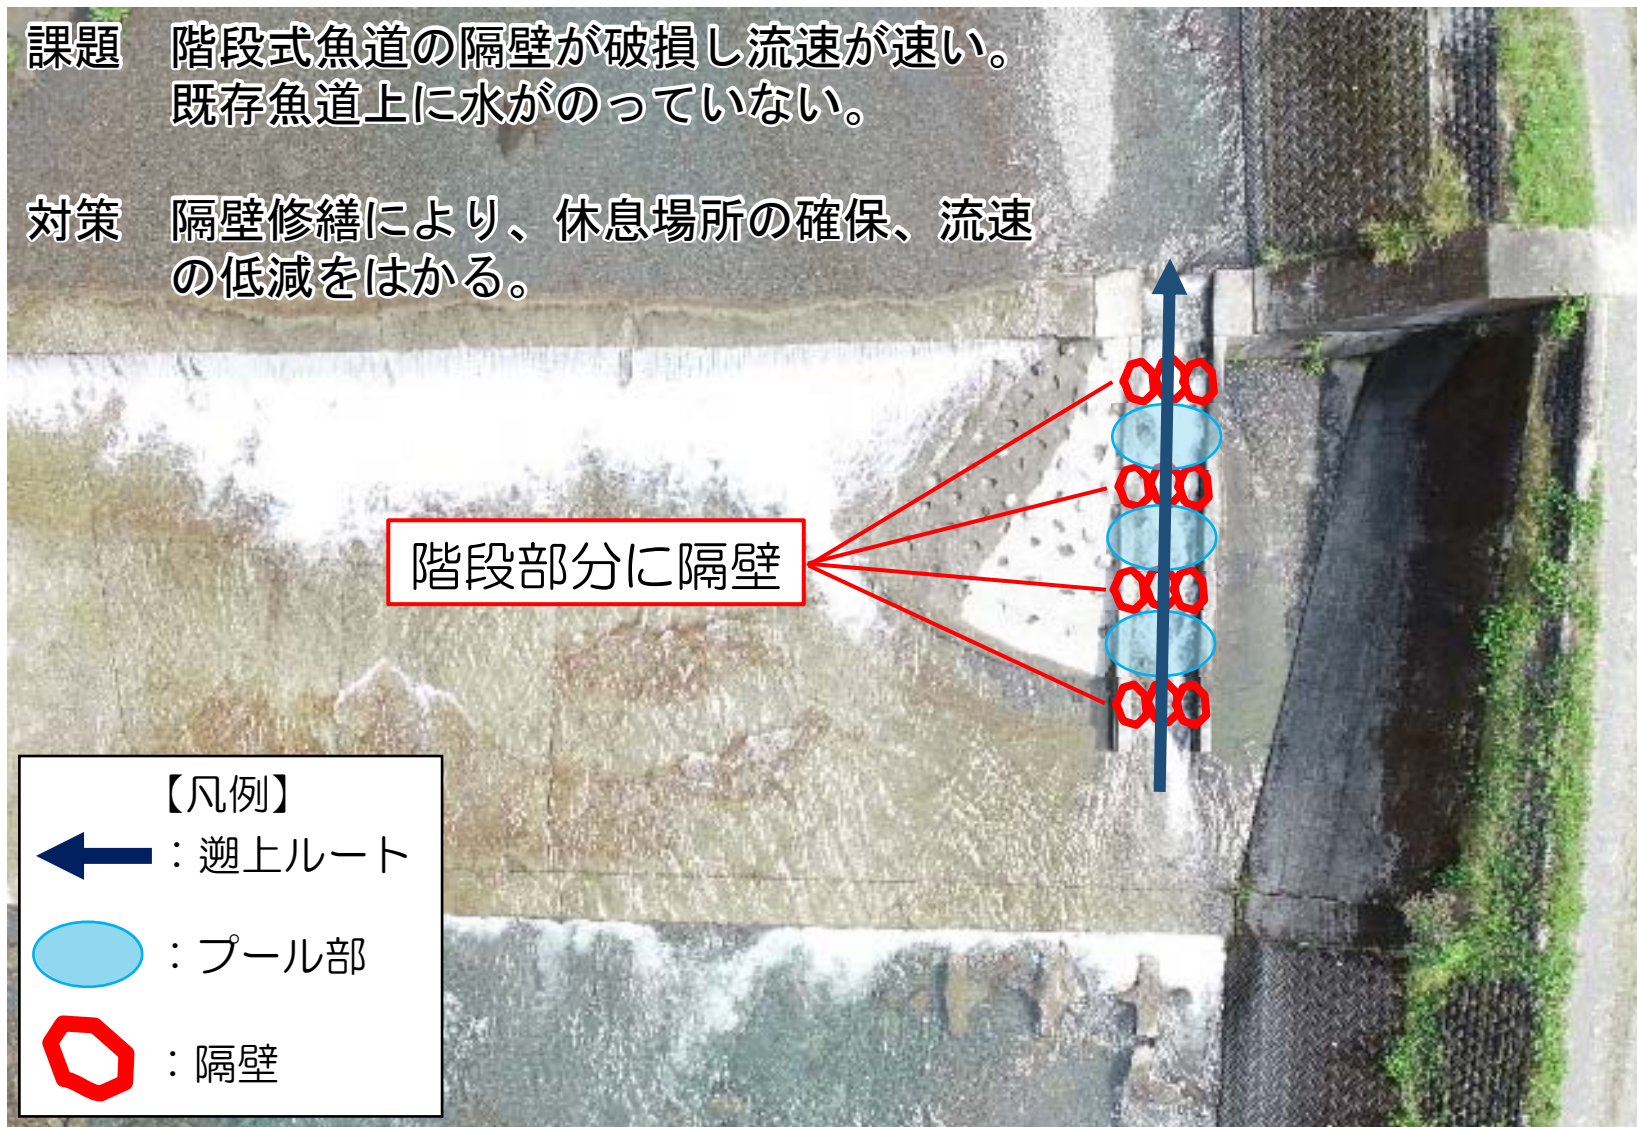 課題　階段式魚道の隔壁が破損し流速が速い。
既存魚道上に水がのっていない。
対策　隔壁修繕により、休息場所の確保、流速
の低減をはかる。
階段部分に隔壁
【凡例】
：遡上ルート
：プール部
：隔壁